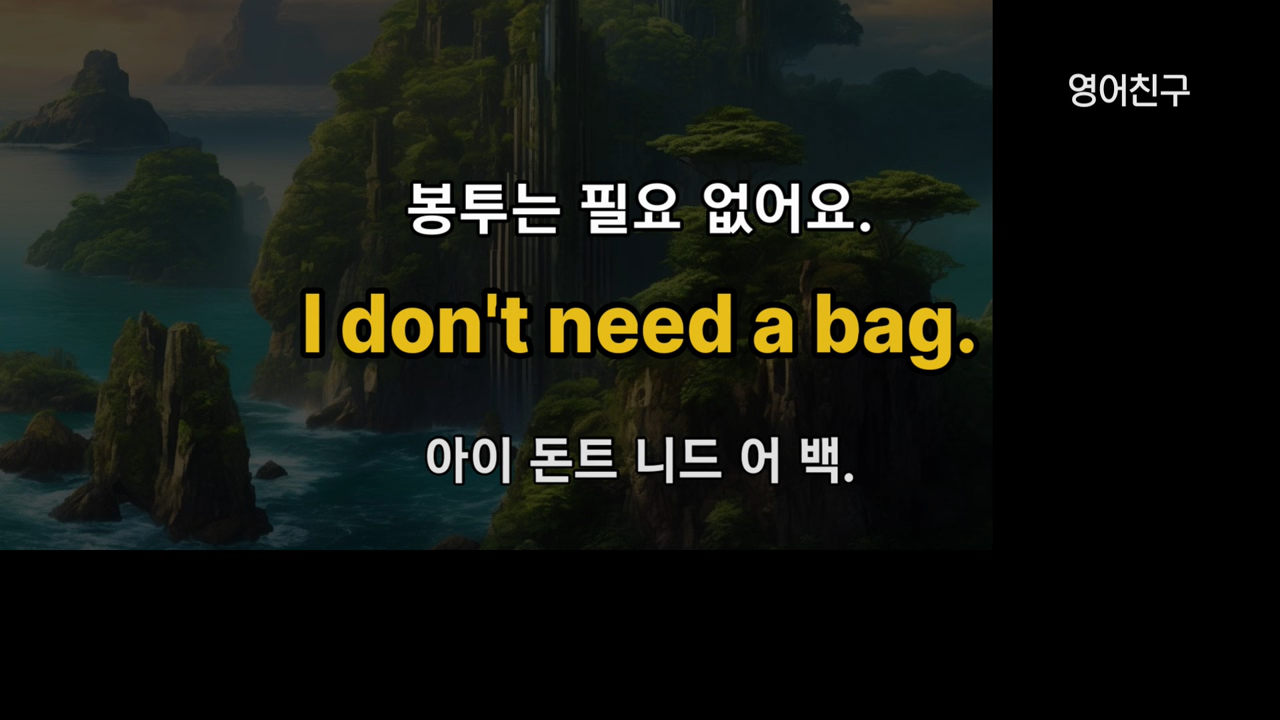 영어친구
봉투는 필요 없어요.
I don't need a bag.
아이 돈트 니드 어 백.